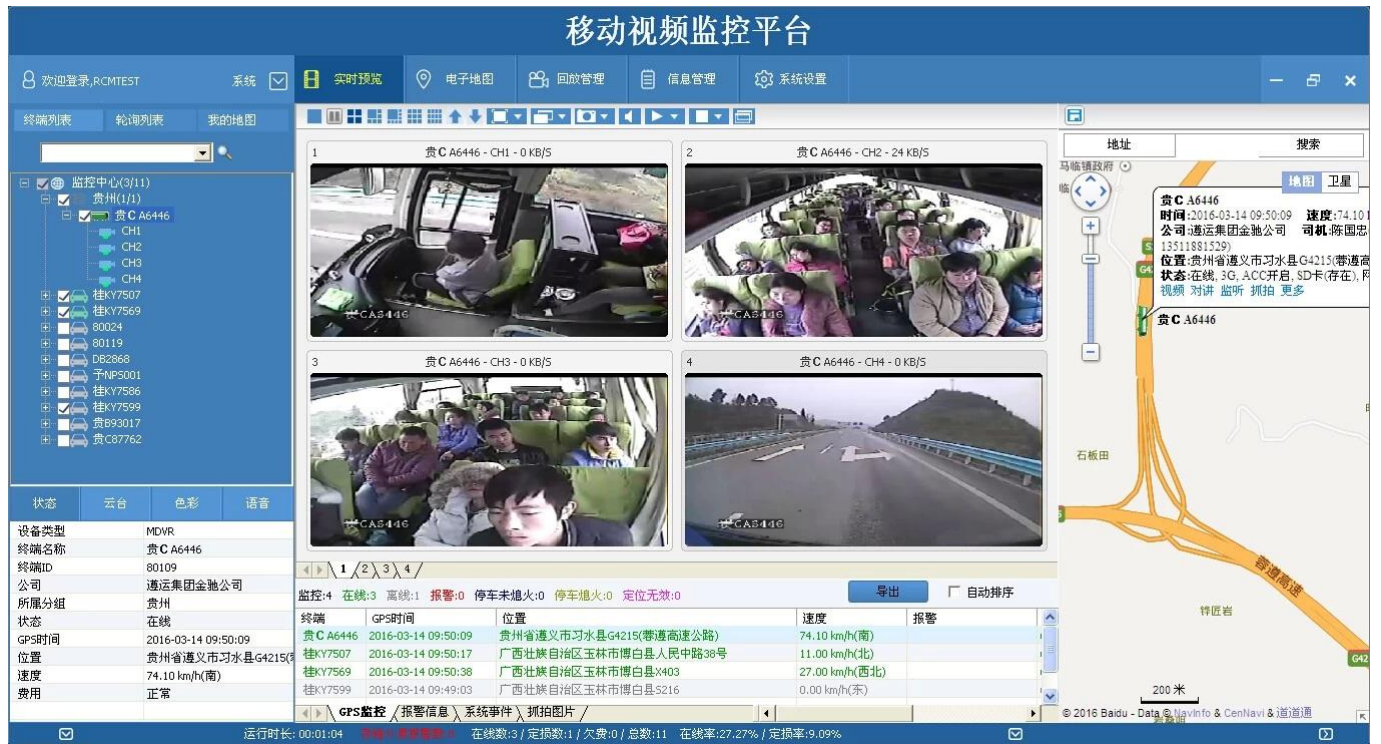 移动视频监控平台
欢迎登录,RCMTEST
系统
实时预览
电子地图
回放管理
信息管理
系统设置
终端列表
轮询列表
我的地图
监控中心(3/11)
贵州(1/1)
贵C A6446
CH1
CH2
CH3
CH4
桂KY7507
桂KY7569
80024
80119
DB2868
予NP5001
桂KY7586
桂KY7599
贵B93017
贵C87762
状态
云台
色彩
语音
设备类型 MDVR
终端名称 贵C A6446
终端ID 80109
公司 遵运集团金驰公司
所属分组 贵州
状态 在线
GPS时间 2016-03-14 09:50:09
位置 贵州省遵义市习水县G4215(
速度 74.10 km/h(南)
费用 正常
1 贵C A6446 - CH1 - 0 KB/S
2 贵C A6446 - CH2 - 24 KB/S
3 贵C A6446 - CH3 - 0 KB/S
4 贵C A6446 - CH4 - 0 KB/S
1 2 3 4
监控:4 在线:3 离线:1 报警:0 停车未熄火:0 停车熄火:0 定位无效:0
导出
自动排序
终端 GPS时间 位置 速度 报警
贵C A6446 2016-03-14 09:50:09 贵州省遵义市习水县G4215(蓉遵高速公路) 74.10 km/h(南)
桂KY7507 2016-03-14 09:50:17 广西壮族自治区玉林市博白县人民中路38号 11.00 km/h(北)
桂KY7569 2016-03-14 09:50:38 广西壮族自治区玉林市博白县X403 27.00 km/h(西北)
桂KY7599 2016-03-14 09:49:03 广西壮族自治区玉林市博白县S216 0.00 km/h(东)
GPS监控
报警信息
系统事件
抓拍图片
地址
搜索
马临镇政府
地图
卫星
贵C A6446
时间:2016-03-14 09:50:09 速度:74.10
公司:遵运集团金驰公司 司机:陈国忠
13511881529)
位置:贵州省遵义市习水县G4215(蓉遵高
状态:在线, 3G, ACC开启, SD卡(存在),
视频 对讲 监听 抓拍 更多
贵C A6446
石板田
蓉遵高速
铧匠岩
G42
200 米
© 2016 Baidu - Data © NavInfo & CenNavi & 道道通
运行时长: 00:01:04
在线数:3 / 定损数:1 / 欠费:0 / 总数:11
在线率:27.27% / 定损率:9.09%